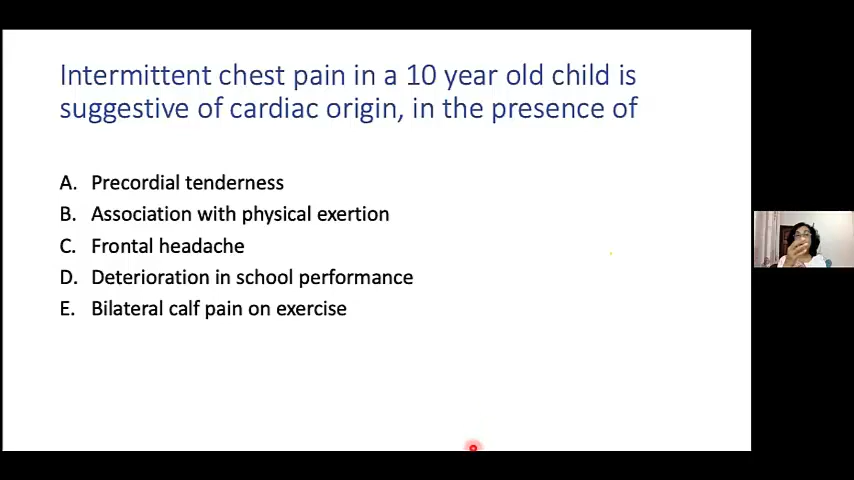 Intermittent chest pain in a 10 year old child is
suggestive of cardiac origin, in the presence of
A. Precordial tenderness
B. Association with physical exertion
C. Frontal headache
D. Deterioration in school performance
E. Bilateral calf pain on exercise